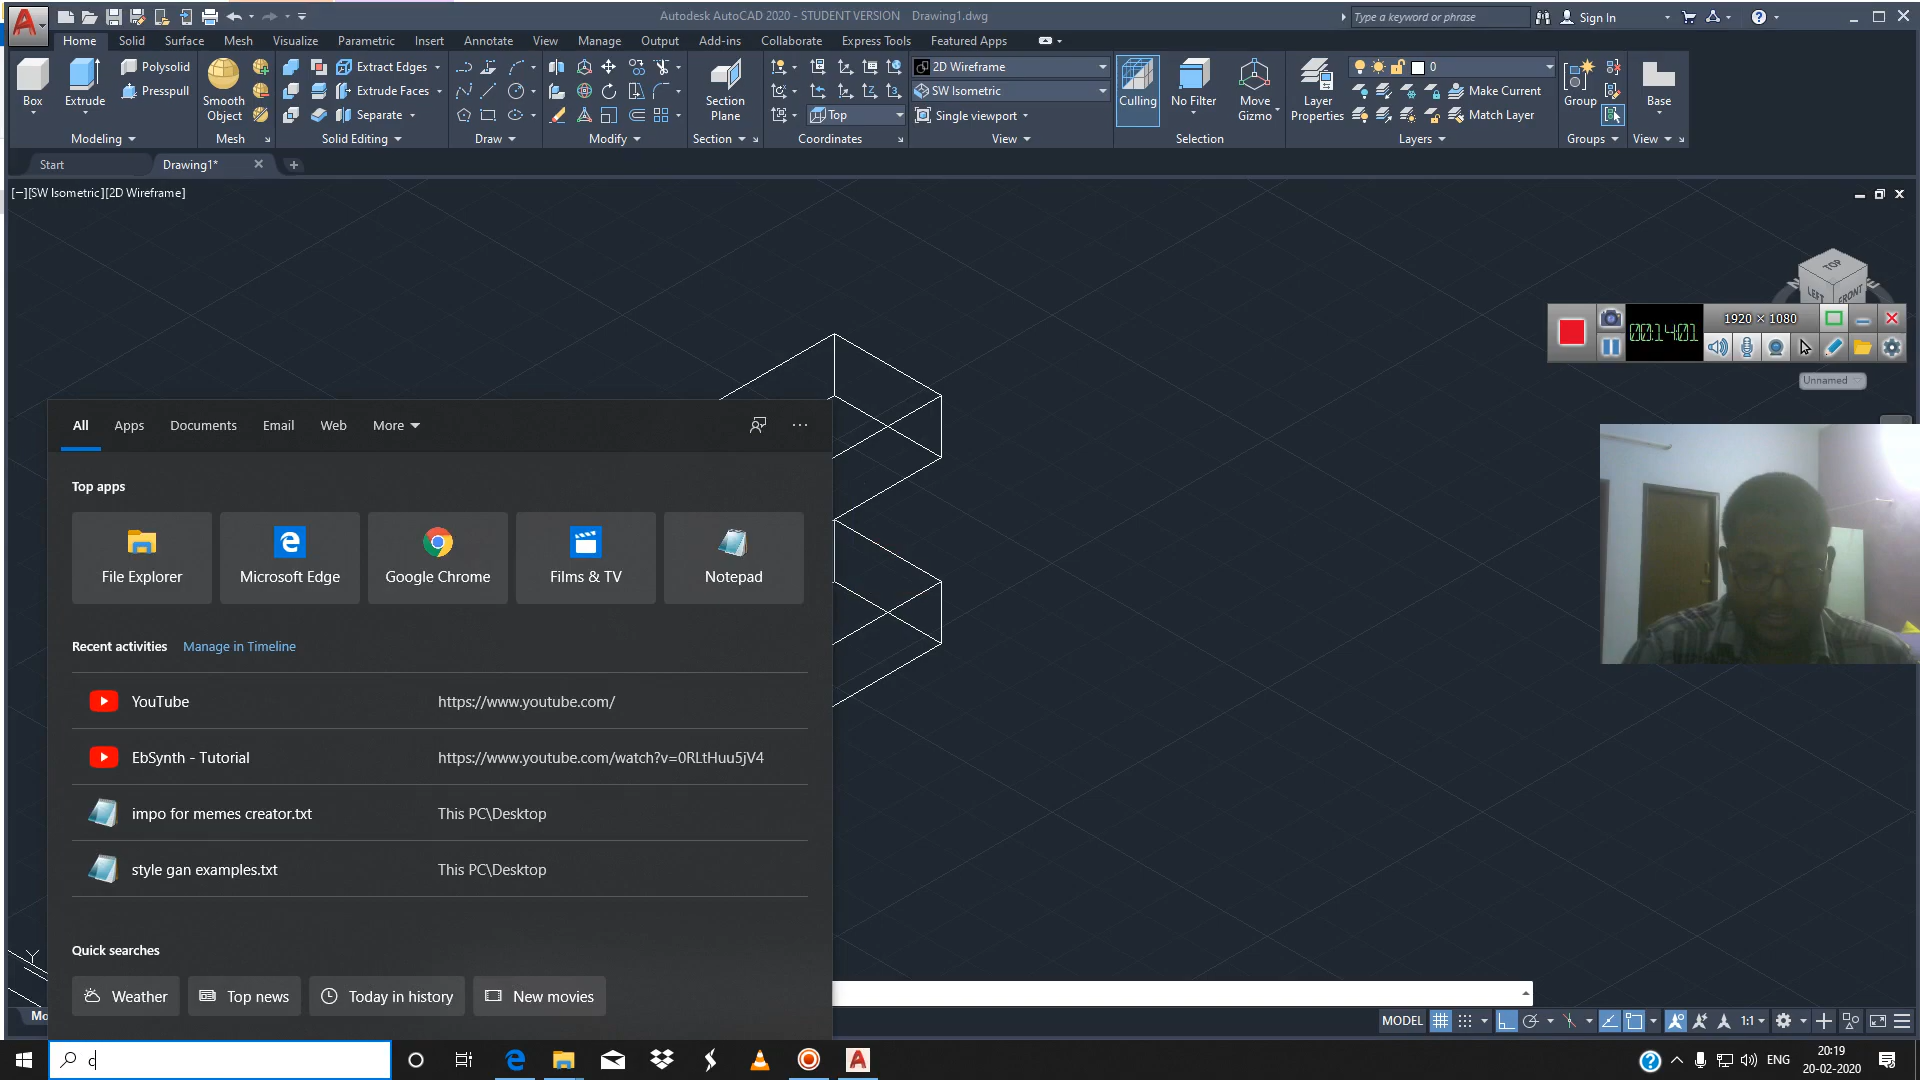 Autodesk AutoCAD 2020 - STUDENT VERSION Drawing1.dwg
Type a keyword or phrase
Sign In
Home Solid Surface Mesh Visualize Parametric Insert Annotate View Manage Output Add-ins Collaborate Express Tools Featured Apps
Box
Extrude
Polysolid
Presspull
Modeling
Smooth
Object
Mesh
Extract Edges
Extrude Faces
Separate
Solid Editing
Draw
Modify
Section
Plane
Section
Top
Coordinates
2D Wireframe
SW Isometric
Single viewport
View
Culling
No Filter
Move
Gizmo
Selection
Layer
Properties
0
Make Current
Match Layer
Layers
Group
Groups
Base
View
Start
Drawing1*
[−][SW Isometric][2D Wireframe]
TOP
LEFT
FRONT
00:14:01
1920 × 1080
Unnamed
All Apps Documents Email Web More
Top apps
File Explorer
Microsoft Edge
Google Chrome
Films & TV
Notepad
Recent activities Manage in Timeline
YouTube https://www.youtube.com/
EbSynth - Tutorial https://www.youtube.com/watch?v=0RLtHuu5jV4
impo for memes creator.txt This PC\Desktop
style gan examples.txt This PC\Desktop
Quick searches
Weather
Top news
Today in history
New movies
Y
Mo
MODEL
1:1
c
ENG
20:19
20-02-2020